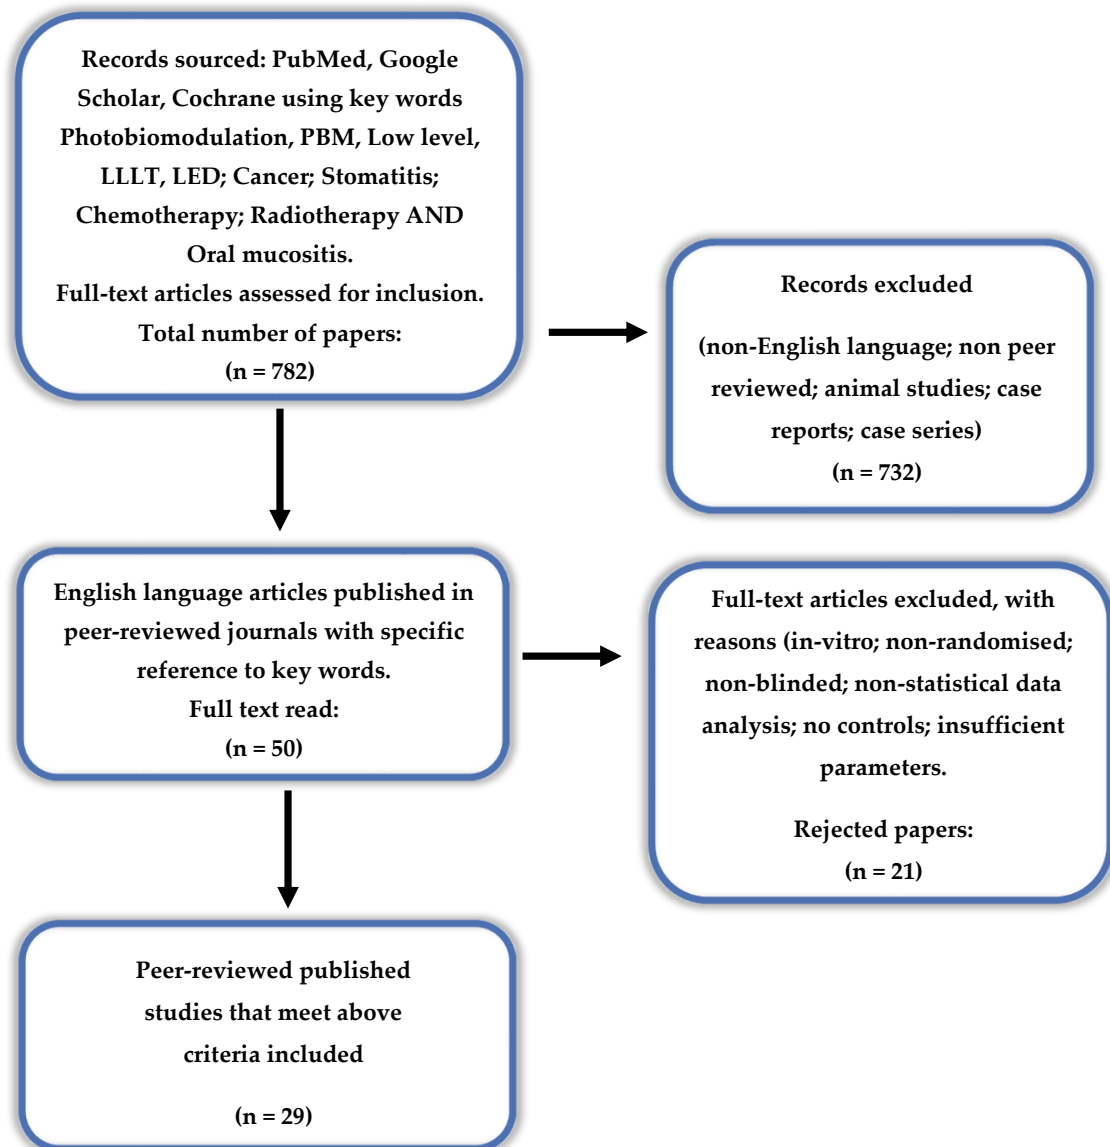 Records sourced: PubMed, Google
Scholar, Cochrane using key words
Photobiomodulation, PBM, Low level,
LLLT, LED; Cancer; Stomatitis;
Chemotherapy; Radiotherapy AND
Oral mucositis.
Full-text articles assessed for inclusion.
Total number of papers:
(n = 782)
Records excluded
(non-English language; non peer
reviewed; animal studies; case
reports; case series)
(n = 732)
English language articles published in
peer-reviewed journals with specific
reference to key words.
Full text read:
(n = 50)
Full-text articles excluded, with
reasons (in-vitro; non-randomised;
non-blinded; non-statistical data
analysis; no controls; insufficient
parameters.
Rejected papers:
(n = 21)
Peer-reviewed published
studies that meet above
criteria included
(n = 29)